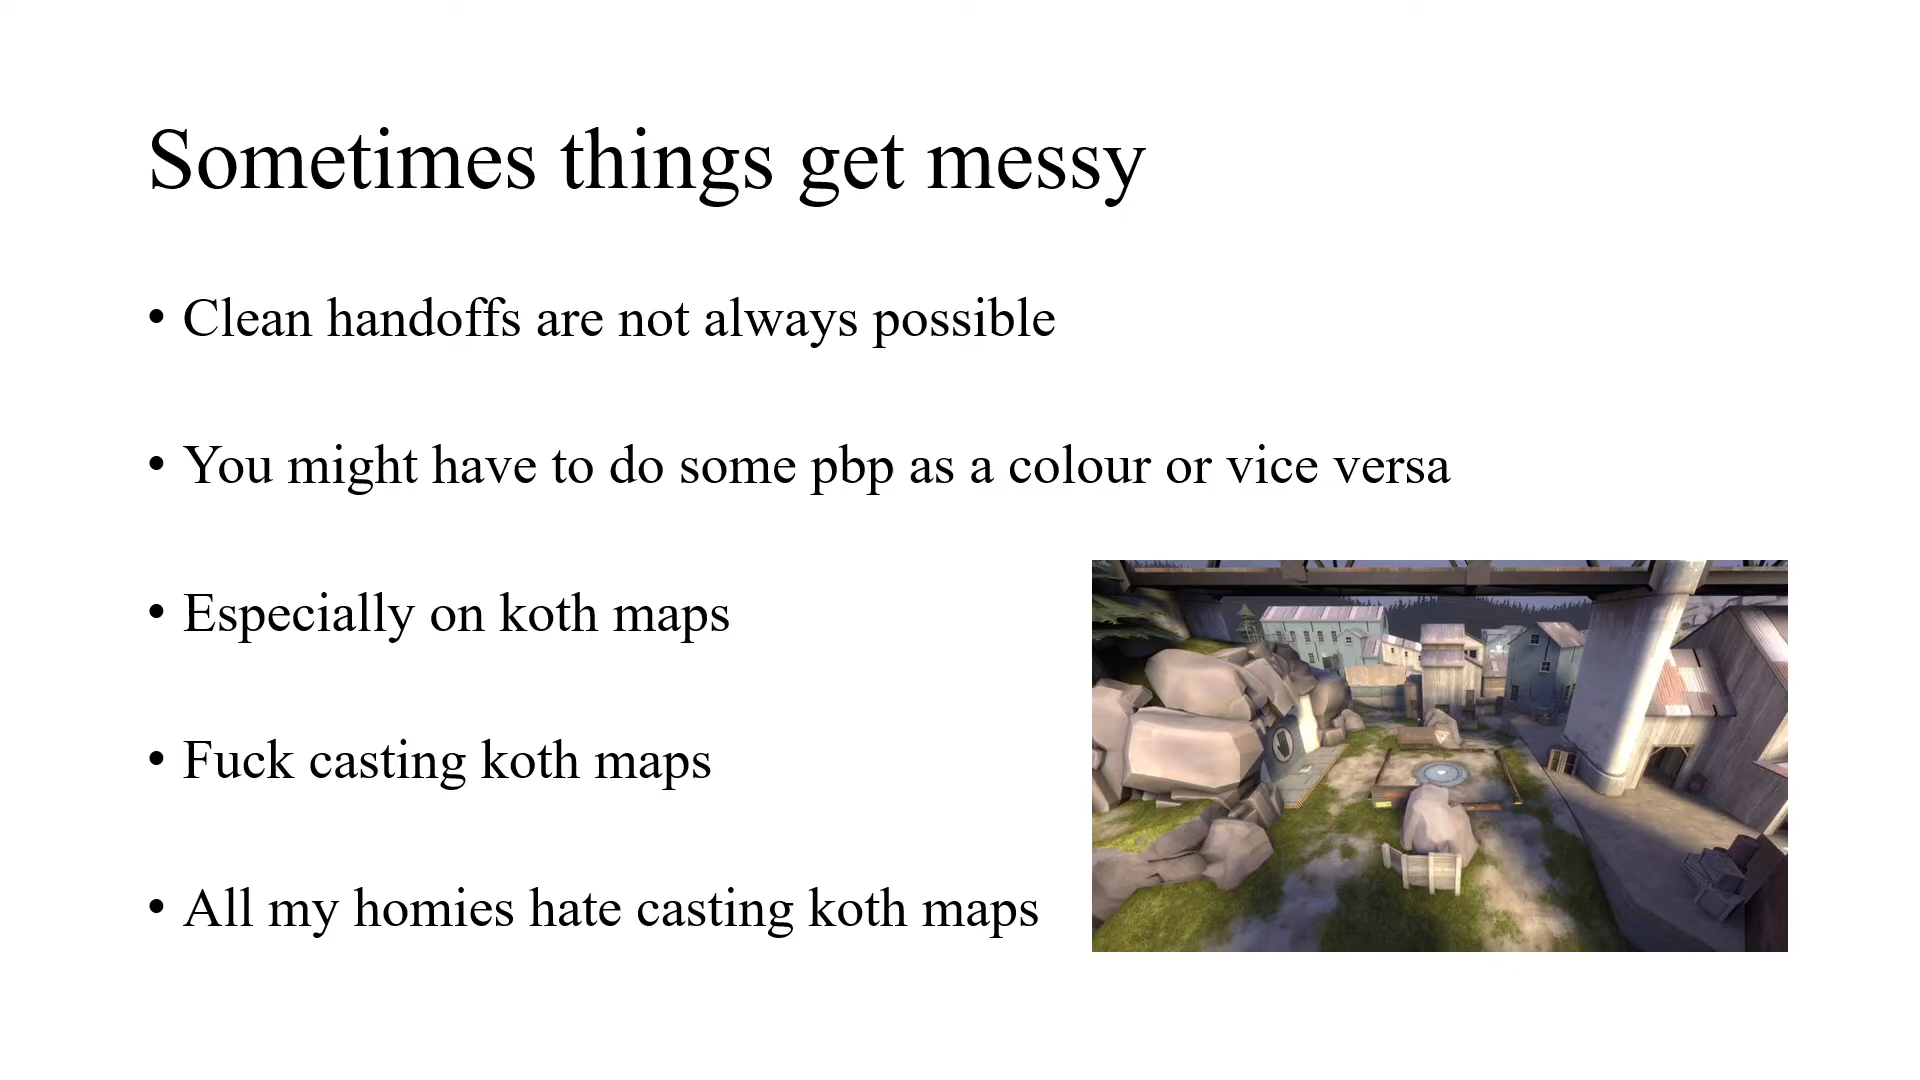 Sometimes things get messy
• Clean handoffs are not always possible
• You might have to do some pbp as a colour or vice versa
• Especially on koth maps
• Fuck casting koth maps
• All my homies hate casting koth maps